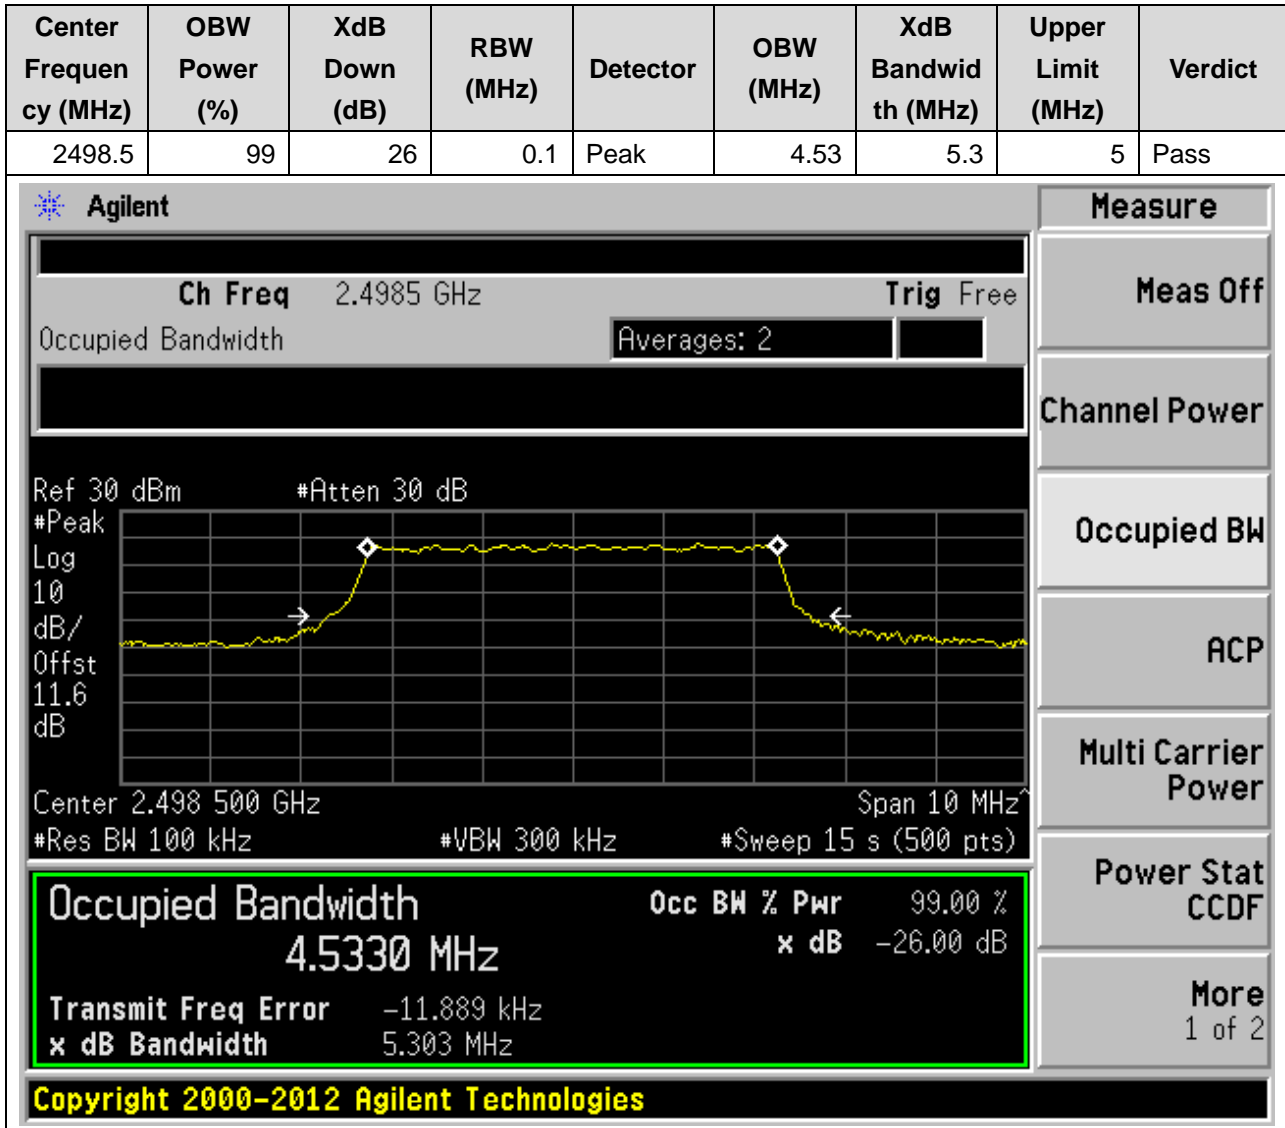 Center Frequen cy (MHz) | OBW Power (%) | XdB Down (dB) | RBW (MHz) | Detector | OBW (MHz) | XdB Bandwid th (MHz) | Upper Limit (MHz) | Verdict
2498.5 | 99 | 26 | 0.1 | Peak | 4.53 | 5.3 | 5 | Pass
Agilent
Measure
Ch Freq 2.4985 GHz Trig Free
Occupied Bandwidth Averages: 2
Ref 30 dBm #Atten 30 dB
#Peak
Log
10
dB/
Offst
11.6
dB
Center 2.498 500 GHz Span 10 MHz^
#Res BW 100 kHz #VBW 300 kHz #Sweep 15 s (500 pts)
Occupied Bandwidth Occ BW % Pwr 99.00 %
4.5330 MHz x dB -26.00 dB
Transmit Freq Error -11.889 kHz
x dB Bandwidth 5.303 MHz
Meas Off
Channel Power
Occupied BW
ACP
Multi Carrier
Power
Power Stat
CCDF
More
1 of 2
Copyright 2000-2012 Agilent Technologies